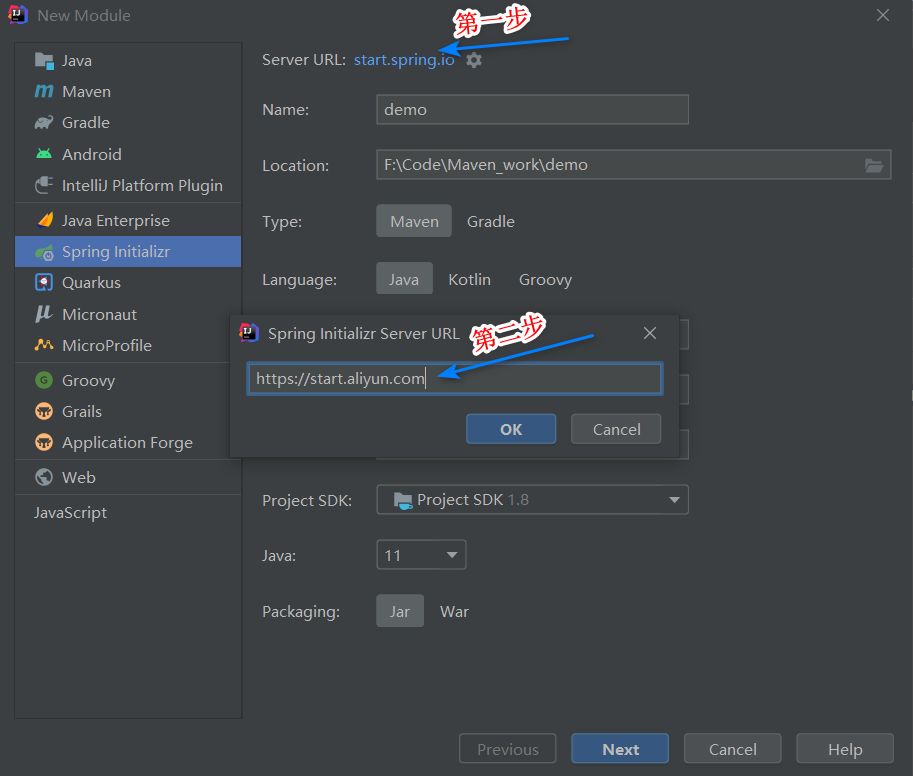 New Module
第一步
Java
Maven
Gradle
Android
IntelliJ Platform Plugin
Java Enterprise
Spring Initializr
Quarkus
Micronaut
MicroProfile
Groovy
Grails
Application Forge
Web
JavaScript
Server URL: start.spring.io
Name: demo
Location: F:\Code\Maven_work\demo
Type: Maven Gradle
Language: Java Kotlin Groovy
Spring Initializr Server URL
第二步
https://start.aliyun.com
OK Cancel
Project SDK: Project SDK 1.8
Java: 11
Packaging: Jar War
Previous Next Cancel Help